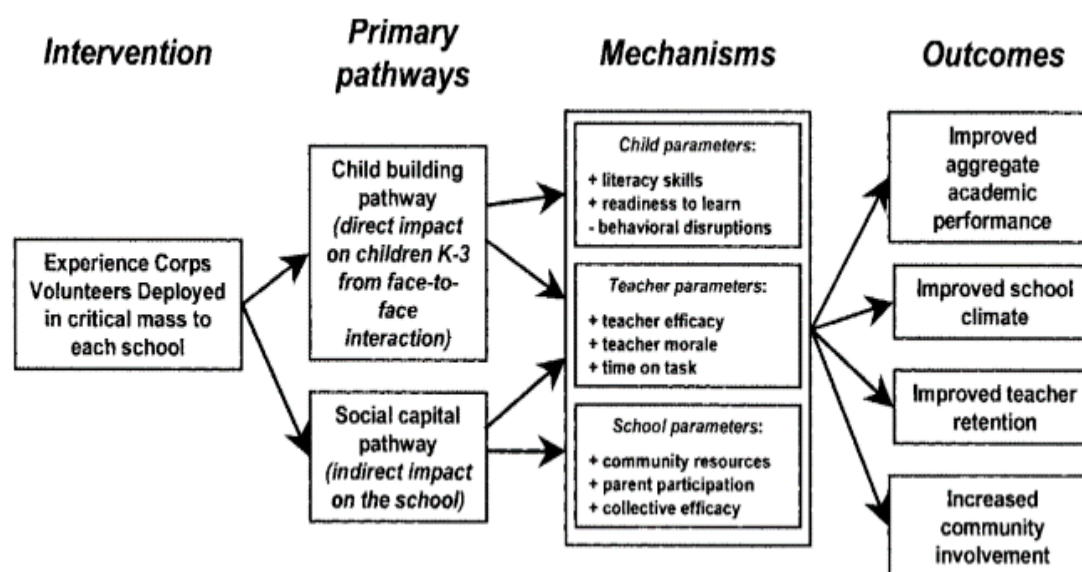 Intervention
Primary
pathways
Mechanisms
Outcomes
Experience Corps
Volunteers Deployed
in critical mass to
each school
Child building
pathway
(direct impact
on children K-3
from face-to-
face
interaction)
Social capital
pathway
(indirect impact
on the school)
Child parameters:
+ literacy skills
+ readiness to learn
- behavioral disruptions
Teacher parameters:
+ teacher efficacy
+ teacher morale
+ time on task
School parameters:
+ community resources
+ parent participation
+ collective efficacy
Improved
aggregate
academic
performance
Improved school
climate
Improved teacher
retention
Increased
community
involvement